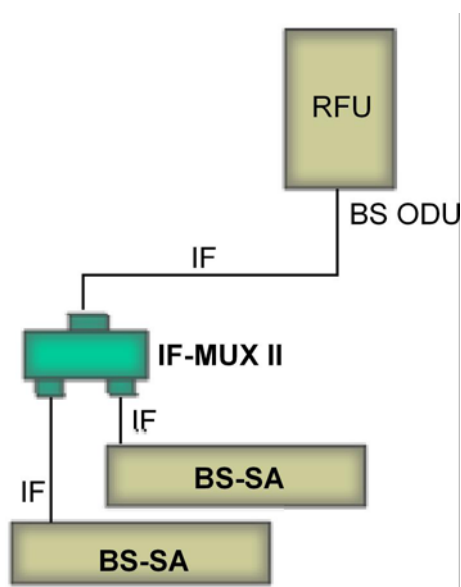 RFU
BS ODU
IF
IF-MUX II
IF
BS-SA
IF
BS-SA